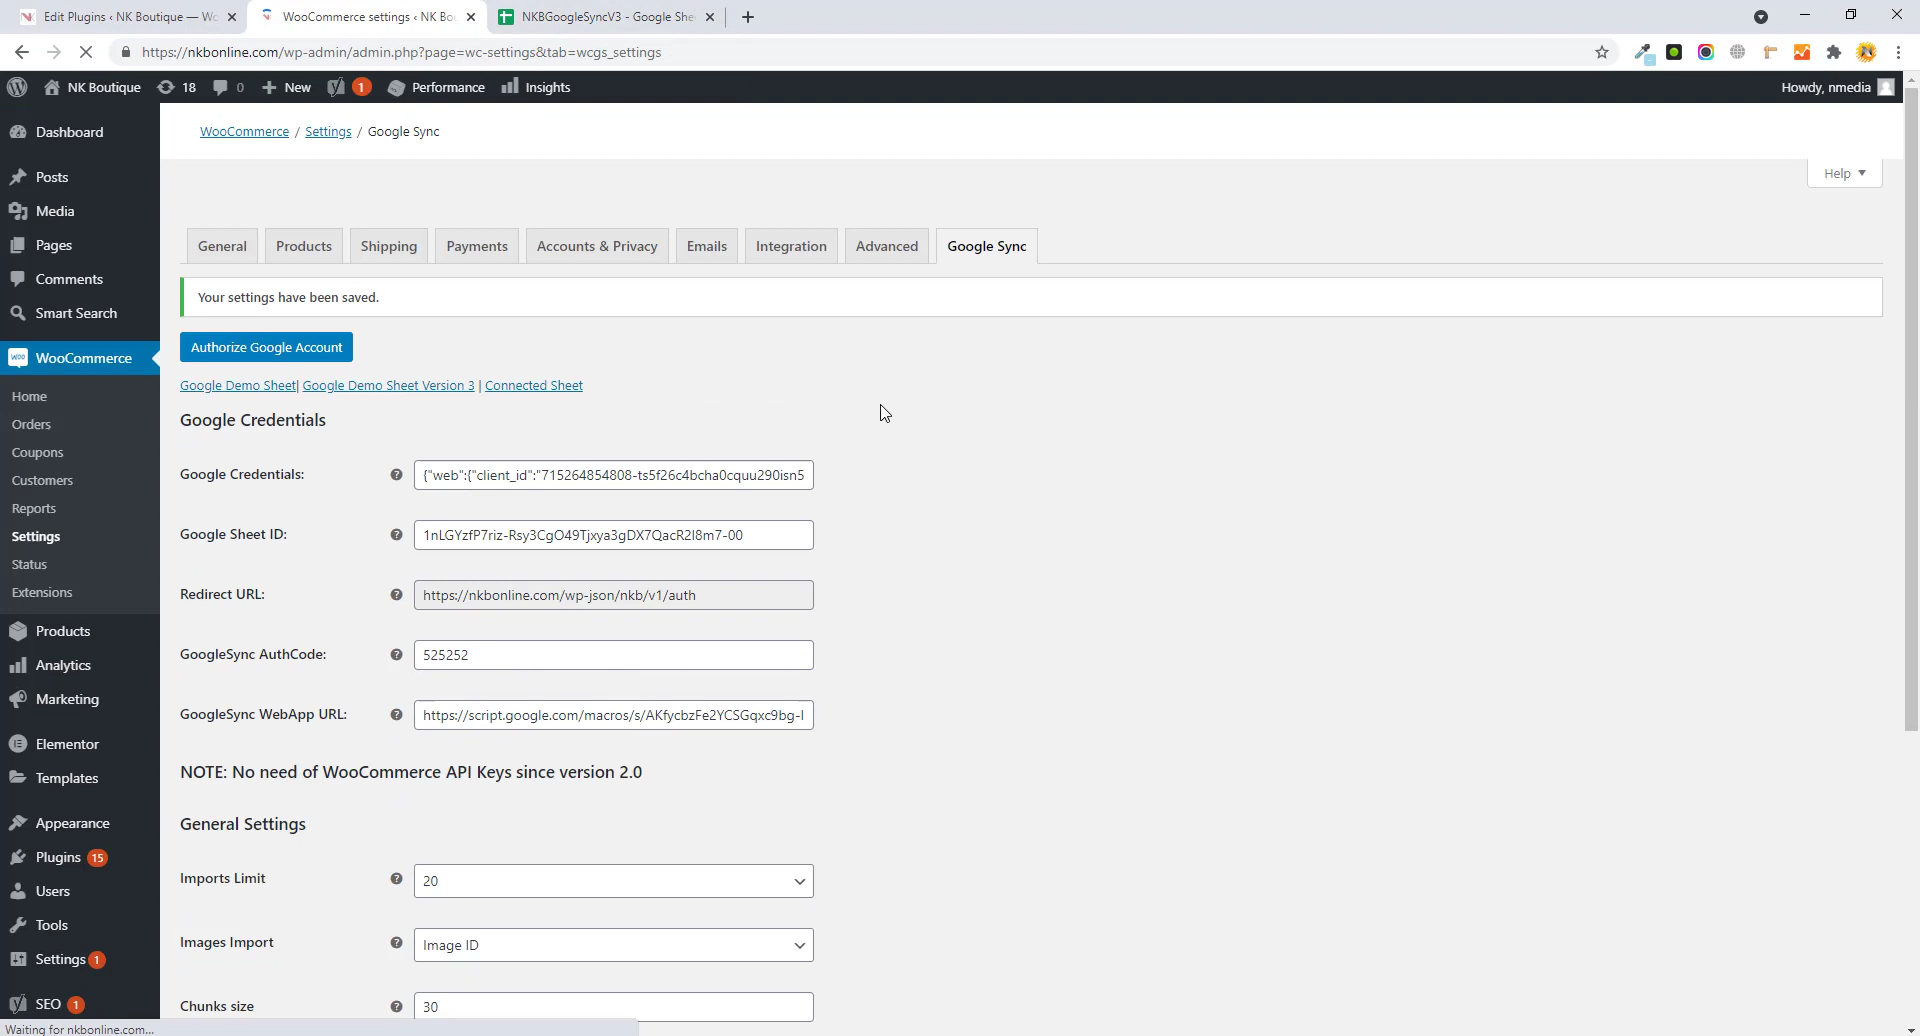 Edit Plugins ‹ NK Boutique — Wo
WooCommerce settings ‹ NK Bo
NKBGoogleSyncV3 - Google She
https://nkbonline.com/wp-admin/admin.php?page=wc-settings&tab=wcgs_settings
NK Boutique
18
0
New
1
Performance
Insights
Howdy, nmedia
Dashboard
Posts
Media
Pages
Comments
Smart Search
WooCommerce
Home
Orders
Coupons
Customers
Reports
Settings
Status
Extensions
Products
Analytics
Marketing
Elementor
Templates
Appearance
Plugins 15
Users
Tools
Settings 1
SEO 1
WooCommerce / Settings / Google Sync
Help
General
Products
Shipping
Payments
Accounts & Privacy
Emails
Integration
Advanced
Google Sync
Your settings have been saved.
Authorize Google Account
Google Demo Sheet| Google Demo Sheet Version 3 | Connected Sheet
Google Credentials
Google Credentials:
{"web":{"client_id":"715264854808-ts5f26c4bcha0cquu290isn5
Google Sheet ID:
1nLGYzfP7riz-Rsy3CgO49Tjxya3gDX7QacR2I8m7-00
Redirect URL:
https://nkbonline.com/wp-json/nkb/v1/auth
GoogleSync AuthCode:
525252
GoogleSync WebApp URL:
https://script.google.com/macros/s/AKfycbzFe2YCSGqxc9bg-I
NOTE: No need of WooCommerce API Keys since version 2.0
General Settings
Imports Limit
20
Images Import
Image ID
Chunks size
30
Waiting for nkbonline.com...